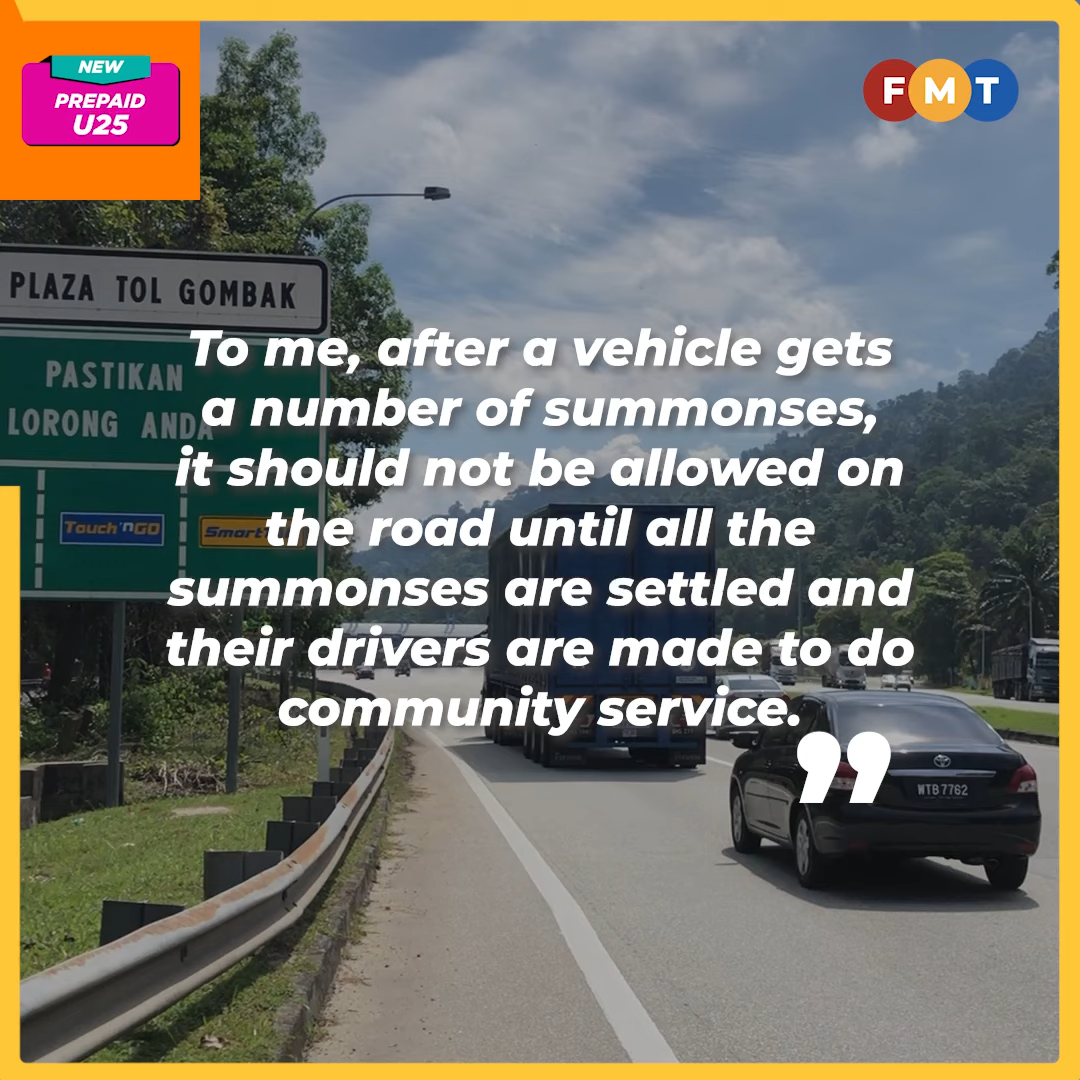 NEW
PREPAID
U25
F M T
PLAZA TOL GOMBAK
PASTIKAN
LORONG ANDA
Touch 'n GO
Smart
To me, after a vehicle gets
a number of summonses,
it should not be allowed on
the road until all the
summonses are settled and
their drivers are made to do
community service.
”
WTB 7762